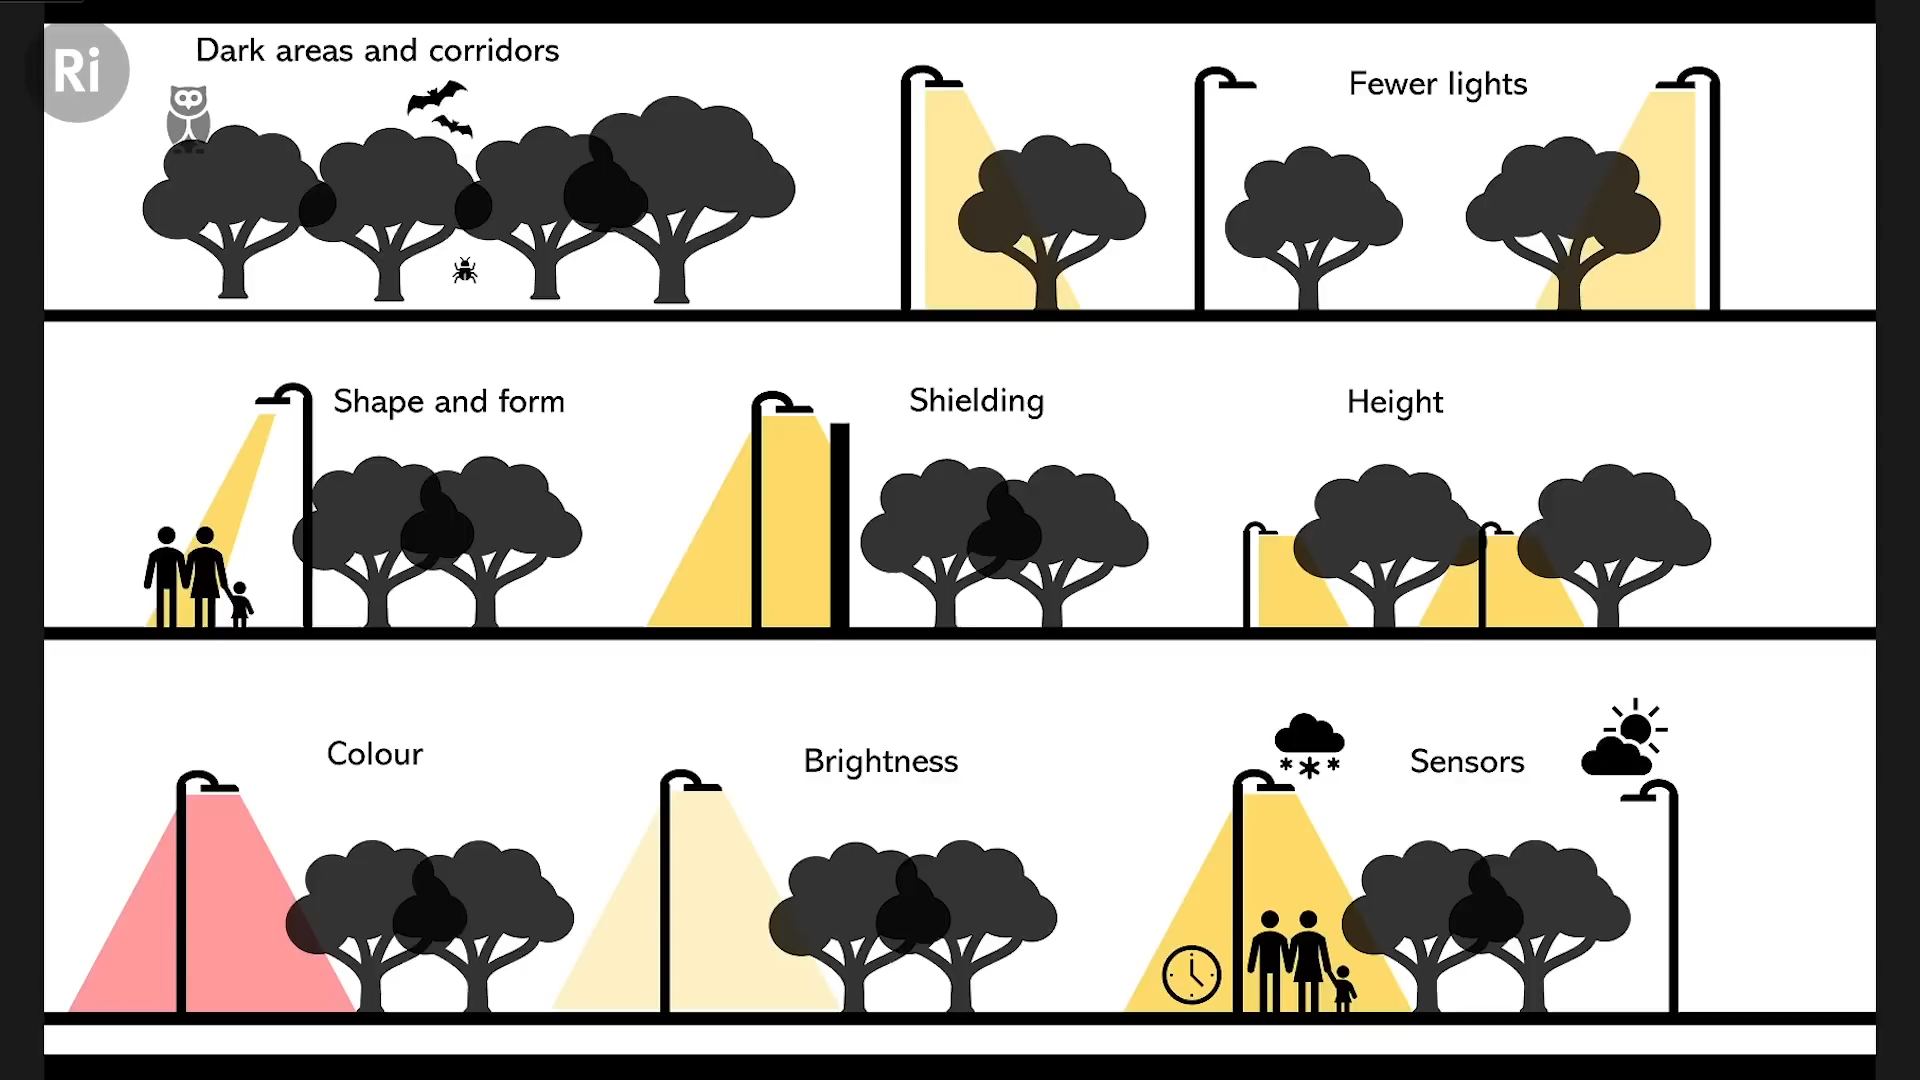 Ri
Dark areas and corridors
Fewer lights
Shape and form
Shielding
Height
Colour
Brightness
Sensors